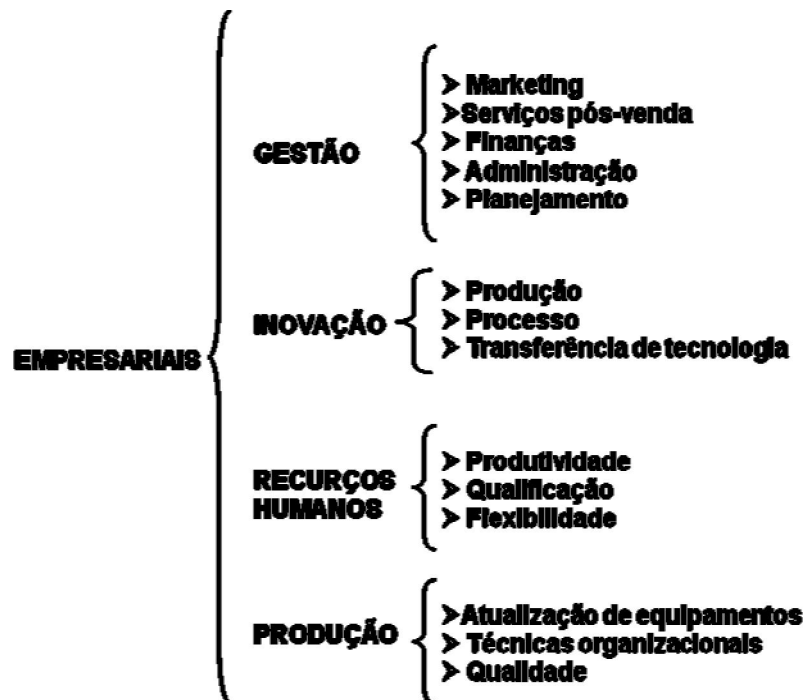 GESTÃO
➢ Marketing
➢Serviços pós-venda
➢ Finanças
➢ Administração
➢ Planejamento
INOVAÇÃO
➢ Produção
➢ Processo
➢ Transferência de tecnologia
EMPRESARIAIS
RECURÇOS
HUMANOS
➢ Produtividade
➢ Qualificação
➢ Flexibilidade
PRODUÇÃO
➢Atualização de equipamentos
➢ Técnicas organizacionais
➢ Qualidade